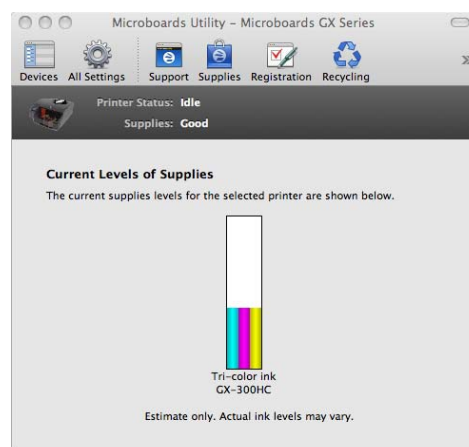 Microboards Utility – Microboards GX Series
Devices All Settings Support Supplies Registration Recycling
Printer Status: Idle
Supplies: Good
Current Levels of Supplies
The current supplies levels for the selected printer are shown below.
Tri-color ink
GX-300HC
Estimate only. Actual ink levels may vary.